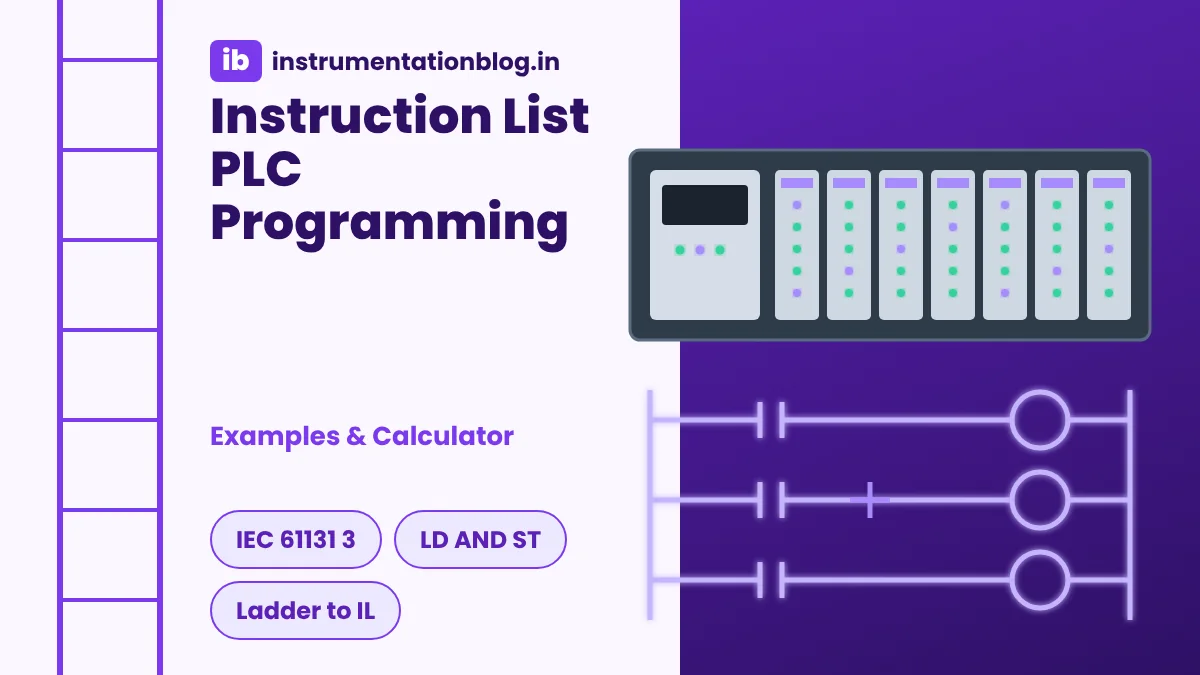 ib instrumentationblog.in
Instruction List
PLC
Programming
Examples & Calculator
IEC 61131 3
LD AND ST
Ladder to IL